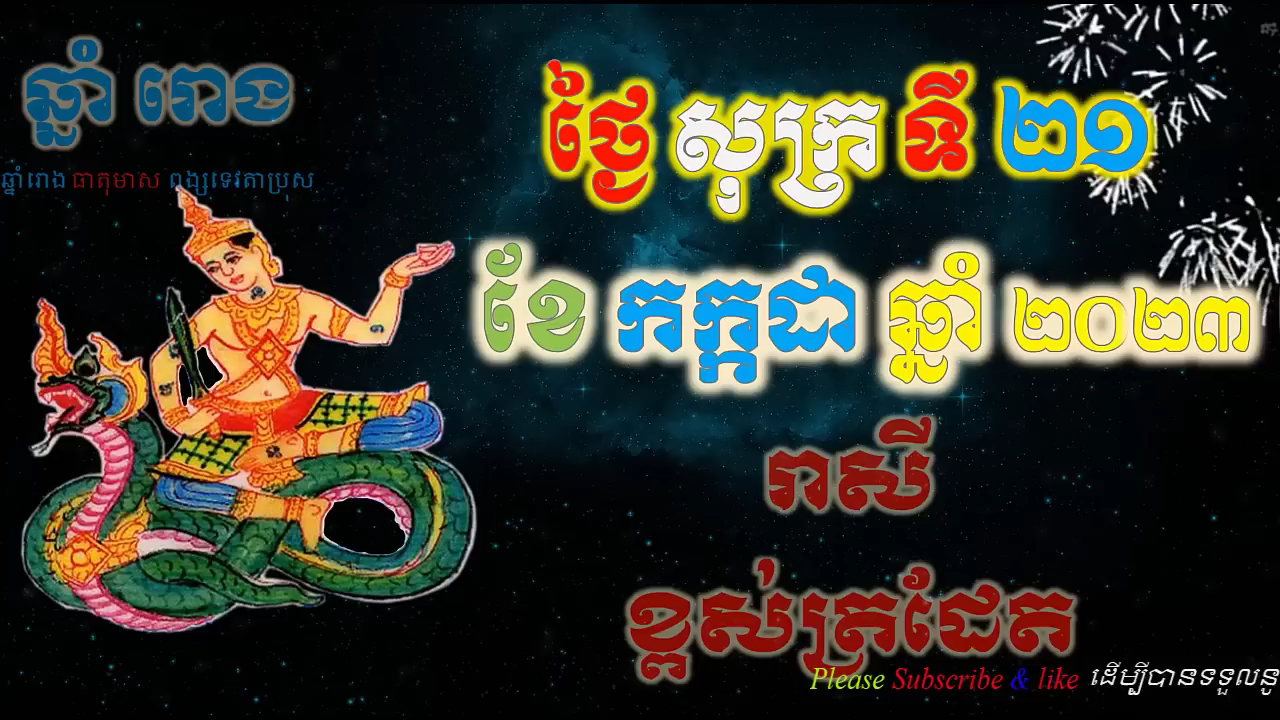 ឆ្នាំ រោង
ឆ្នាំរោង ធាតុមាស ពង្សទេវតាប្រុស
ថ្ងៃ សុក្រ ទី ២១
ខែ កក្កដា ឆ្នាំ ២០២៣
រាសី
ខ្ពស់ត្រដែត
Please Subscribe & like ដើម្បីបានទទួលនូ